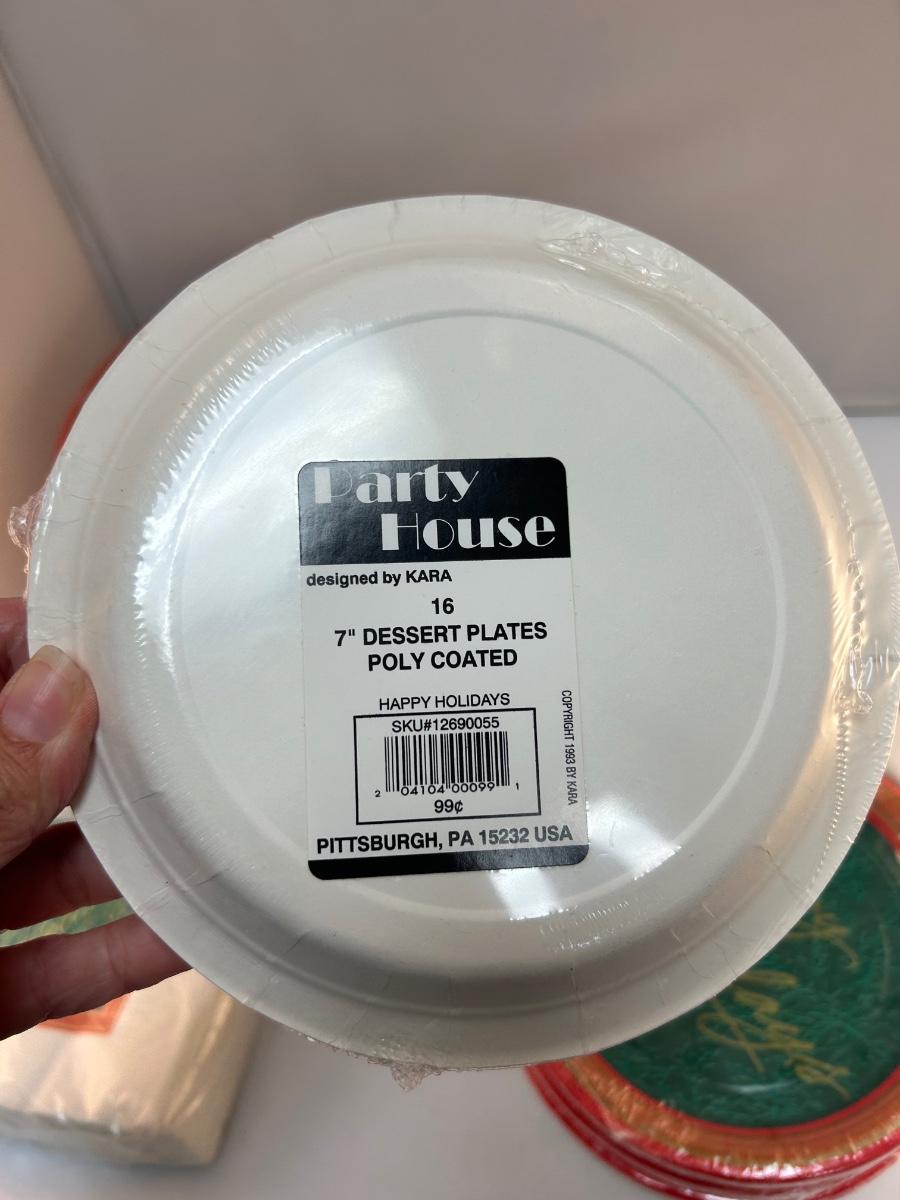 Party
House
designed by KARA
16
7" DESSERT PLATES
POLY COATED
HAPPY HOLIDAYS
SKU#12690055
2 04104 00099 1
99¢
COPYRIGHT 1993 BY KARA
PITTSBURGH, PA 15232 USA